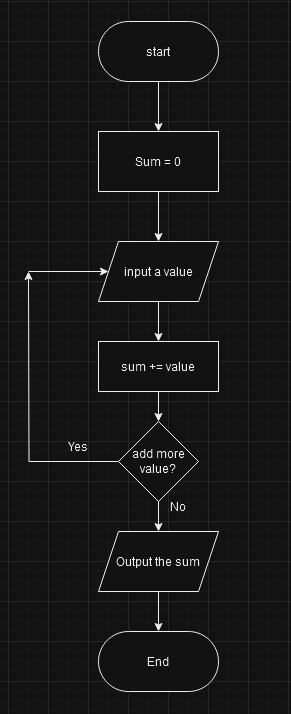 start
Sum = 0
input a value
sum += value
Yes
add more
value?
No
Output the sum
End